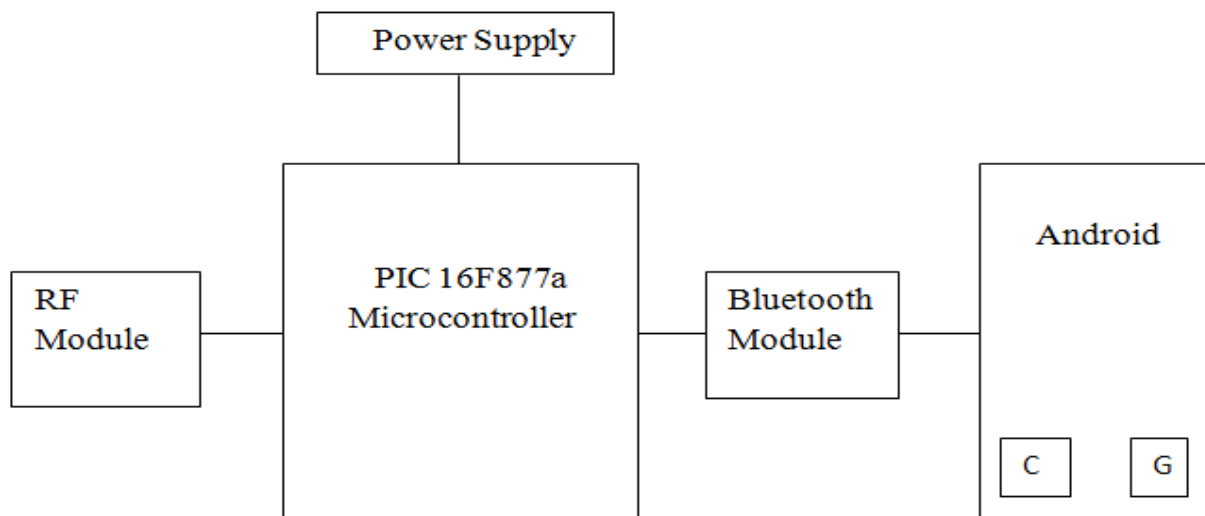 Power Supply
RF
Module
PIC 16F877a
Microcontroller
Bluetooth
Module
Android
C
G